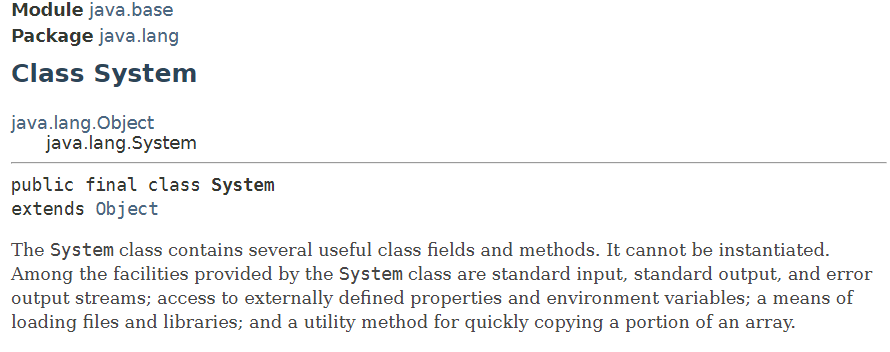 Module java.base
Package java.lang
Class System
java.lang.Object
java.lang.System
public final class System
extends Object
The System class contains several useful class fields and methods. It cannot be instantiated.
Among the facilities provided by the System class are standard input, standard output, and error
output streams; access to externally defined properties and environment variables; a means of
loading files and libraries; and a utility method for quickly copying a portion of an array.